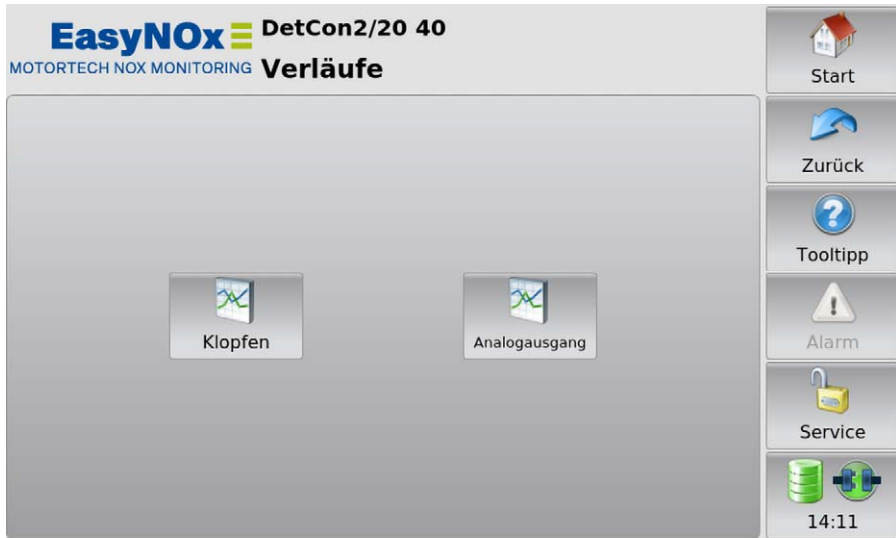 EasyNOx
MOTORTECH NOX MONITORING
DetCon2/20 40
Verläufe
Klopfen
Analogausgang
Start
Zurück
Tooltipp
Alarm
Service
14:11